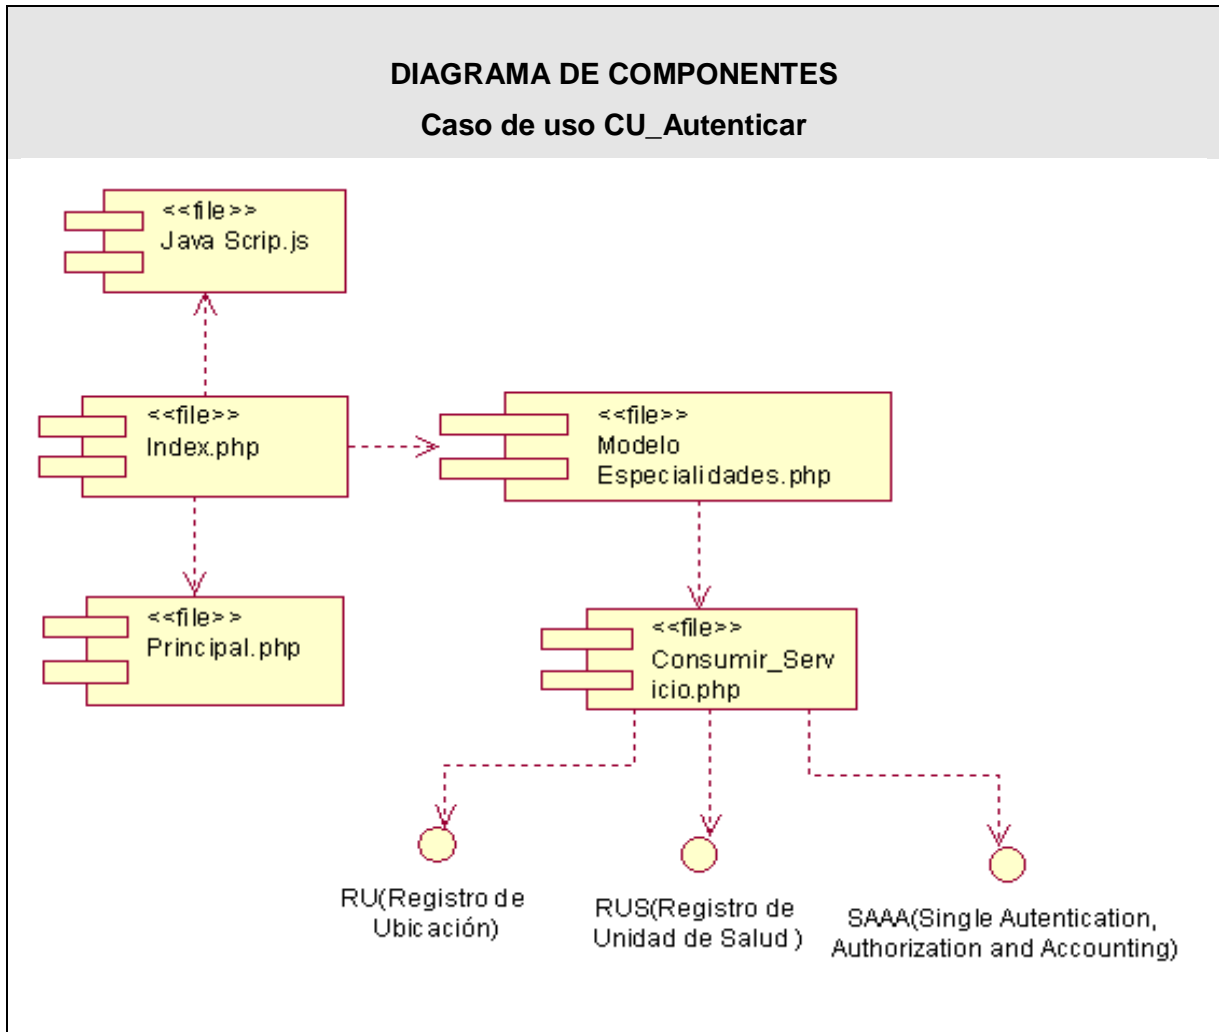 DIAGRAMA DE COMPONENTES
Caso de uso CU_Autenticar
<<file>>
Java Scrip.js
<<file>>
Index.php
<<file>>
Modelo
Especialidades.php
<<file>>
Principal.php
<<file>>
Consumir_Serv
icio.php
RU(Registro de
Ubicación)
RUS(Registro de
Unidad de Salud )
SAAA(Single Autentication,
Authorization and Accounting)